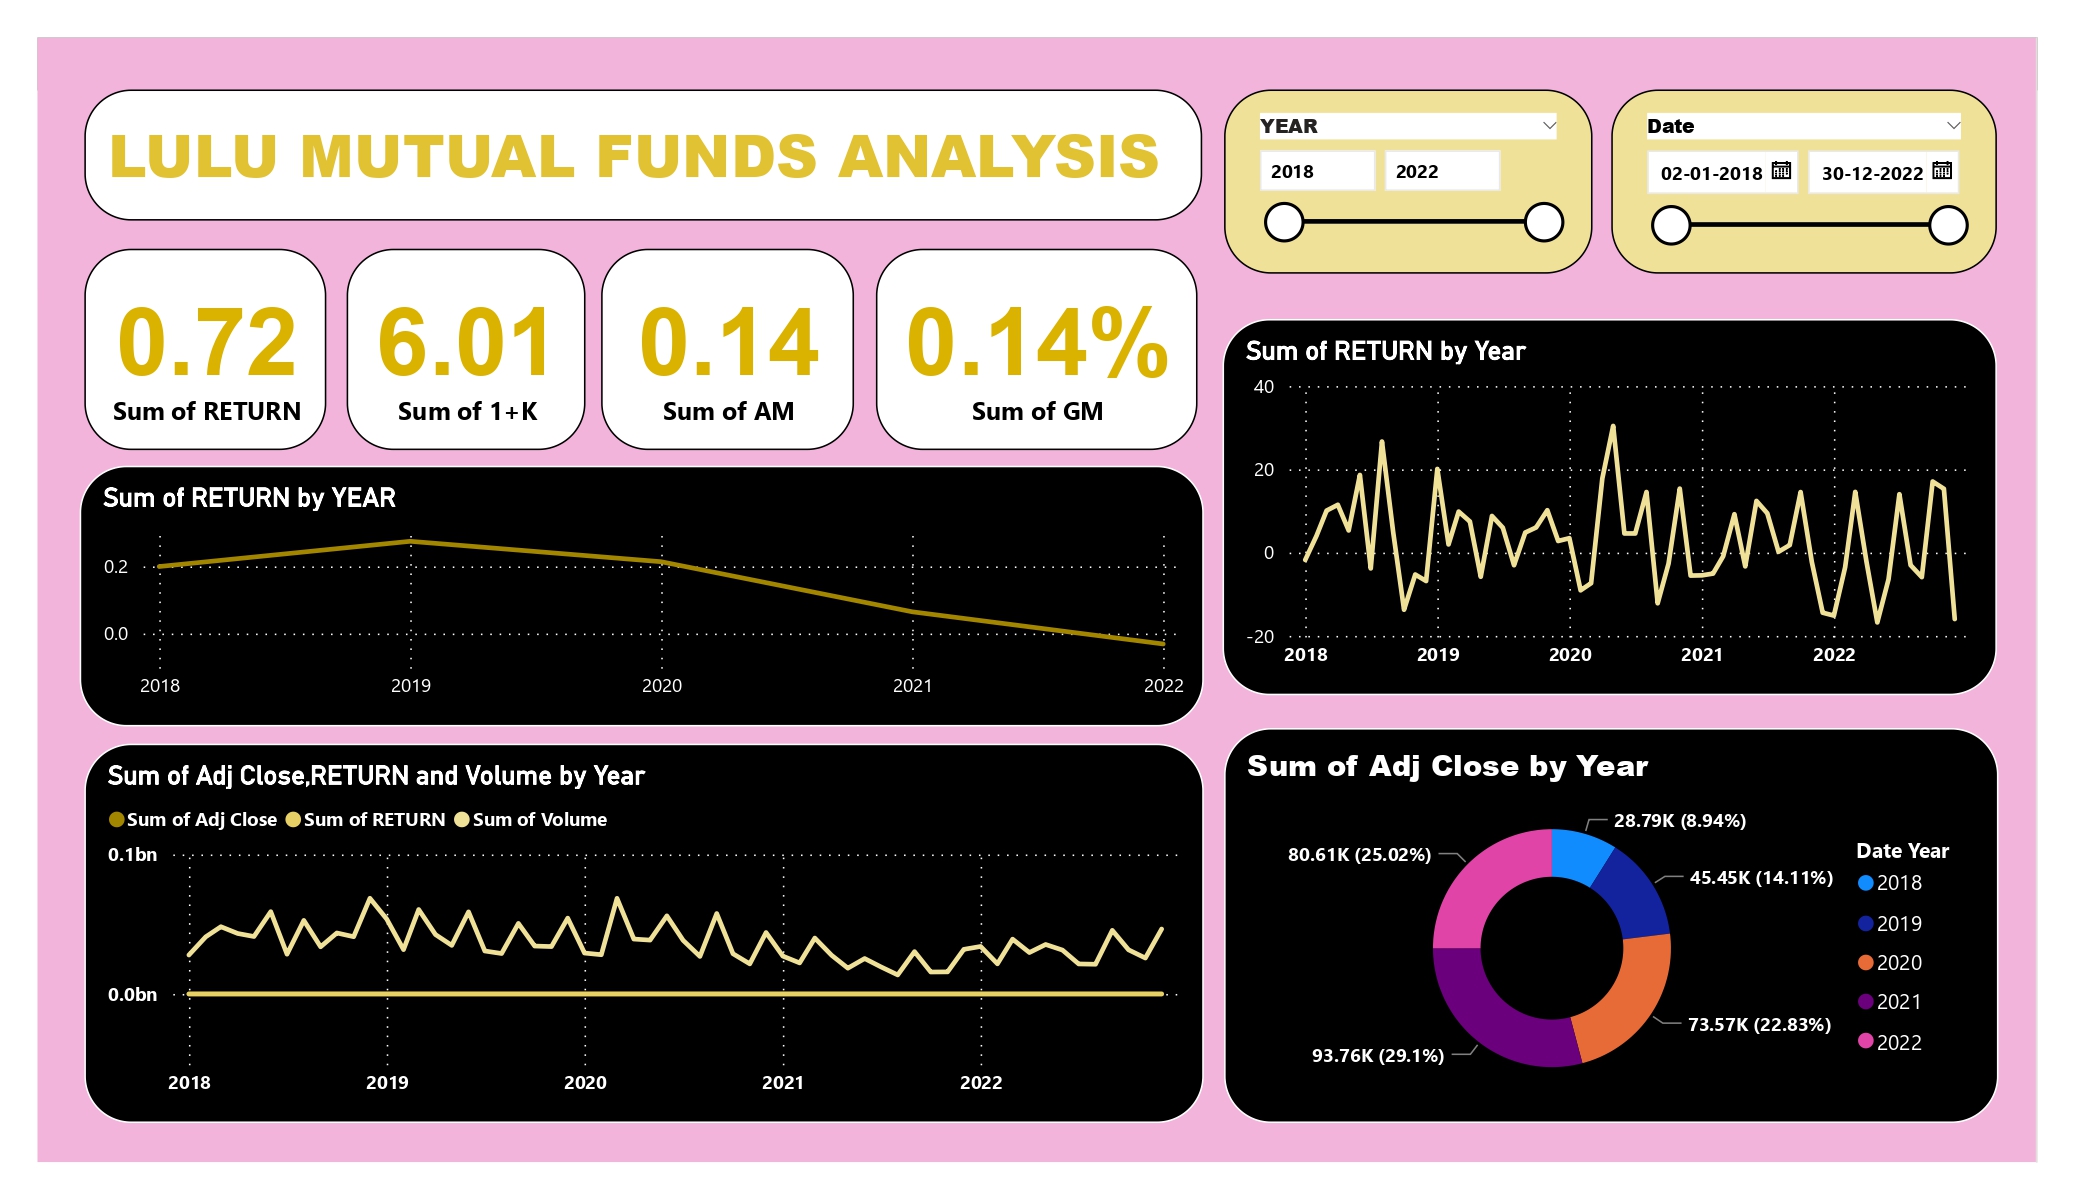 LULU MUTUAL FUNDS ANALYSIS
YEAR
2018 2022
Date
02-01-2018 30-12-2022
0.72
Sum of RETURN
6.01
Sum of 1+K
0.14
Sum of AM
0.14%
Sum of GM
Sum of RETURN by YEAR
0.2
0.0
2018 2019 2020 2021 2022
Sum of RETURN by Year
40
20
0
-20
2018 2019 2020 2021 2022
Sum of Adj Close,RETURN and Volume by Year
Sum of Adj Close Sum of RETURN Sum of Volume
0.1bn
0.0bn
2018 2019 2020 2021 2022
Sum of Adj Close by Year
28.79K (8.94%)
80.61K (25.02%)
45.45K (14.11%)
73.57K (22.83%)
93.76K (29.1%)
Date Year
2018
2019
2020
2021
2022